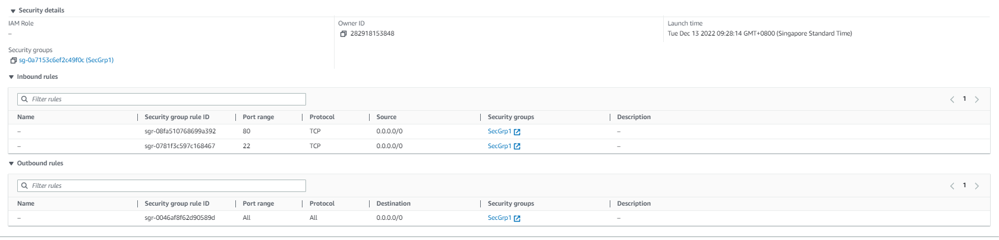 Security details
IAM Role
–
Owner ID
282918153848
Launch time
Tue Dec 13 2022 09:28:14 GMT+0800 (Singapore Standard Time)
Security groups
sg-0a7153c6ef2c49f0c (SecGrp1)
Inbound rules
Filter rules 1
Name Security group rule ID Port range Protocol Source Security groups Description
– sgr-08fa510768699a392 80 TCP 0.0.0.0/0 SecGrp1 –
– sgr-0781f3c597c168467 22 TCP 0.0.0.0/0 SecGrp1 –
Outbound rules
Filter rules 1
Name Security group rule ID Port range Protocol Destination Security groups Description
– sgr-0046af8f62d90589d All All 0.0.0.0/0 SecGrp1 –